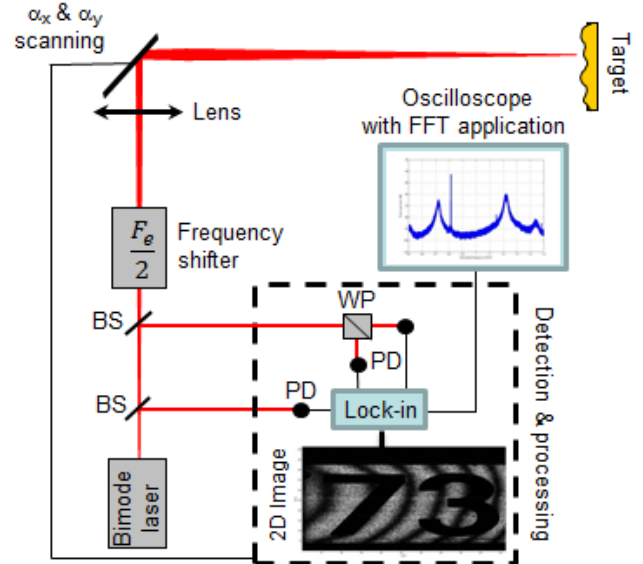 αx & αy
scanning
Lens
Target
Oscilloscope
with FFT application
Fe
2
Frequency
shifter
BS
WP
PD
BS
PD
Lock-in
Bimode
laser
2D Image
73
Detection & processing